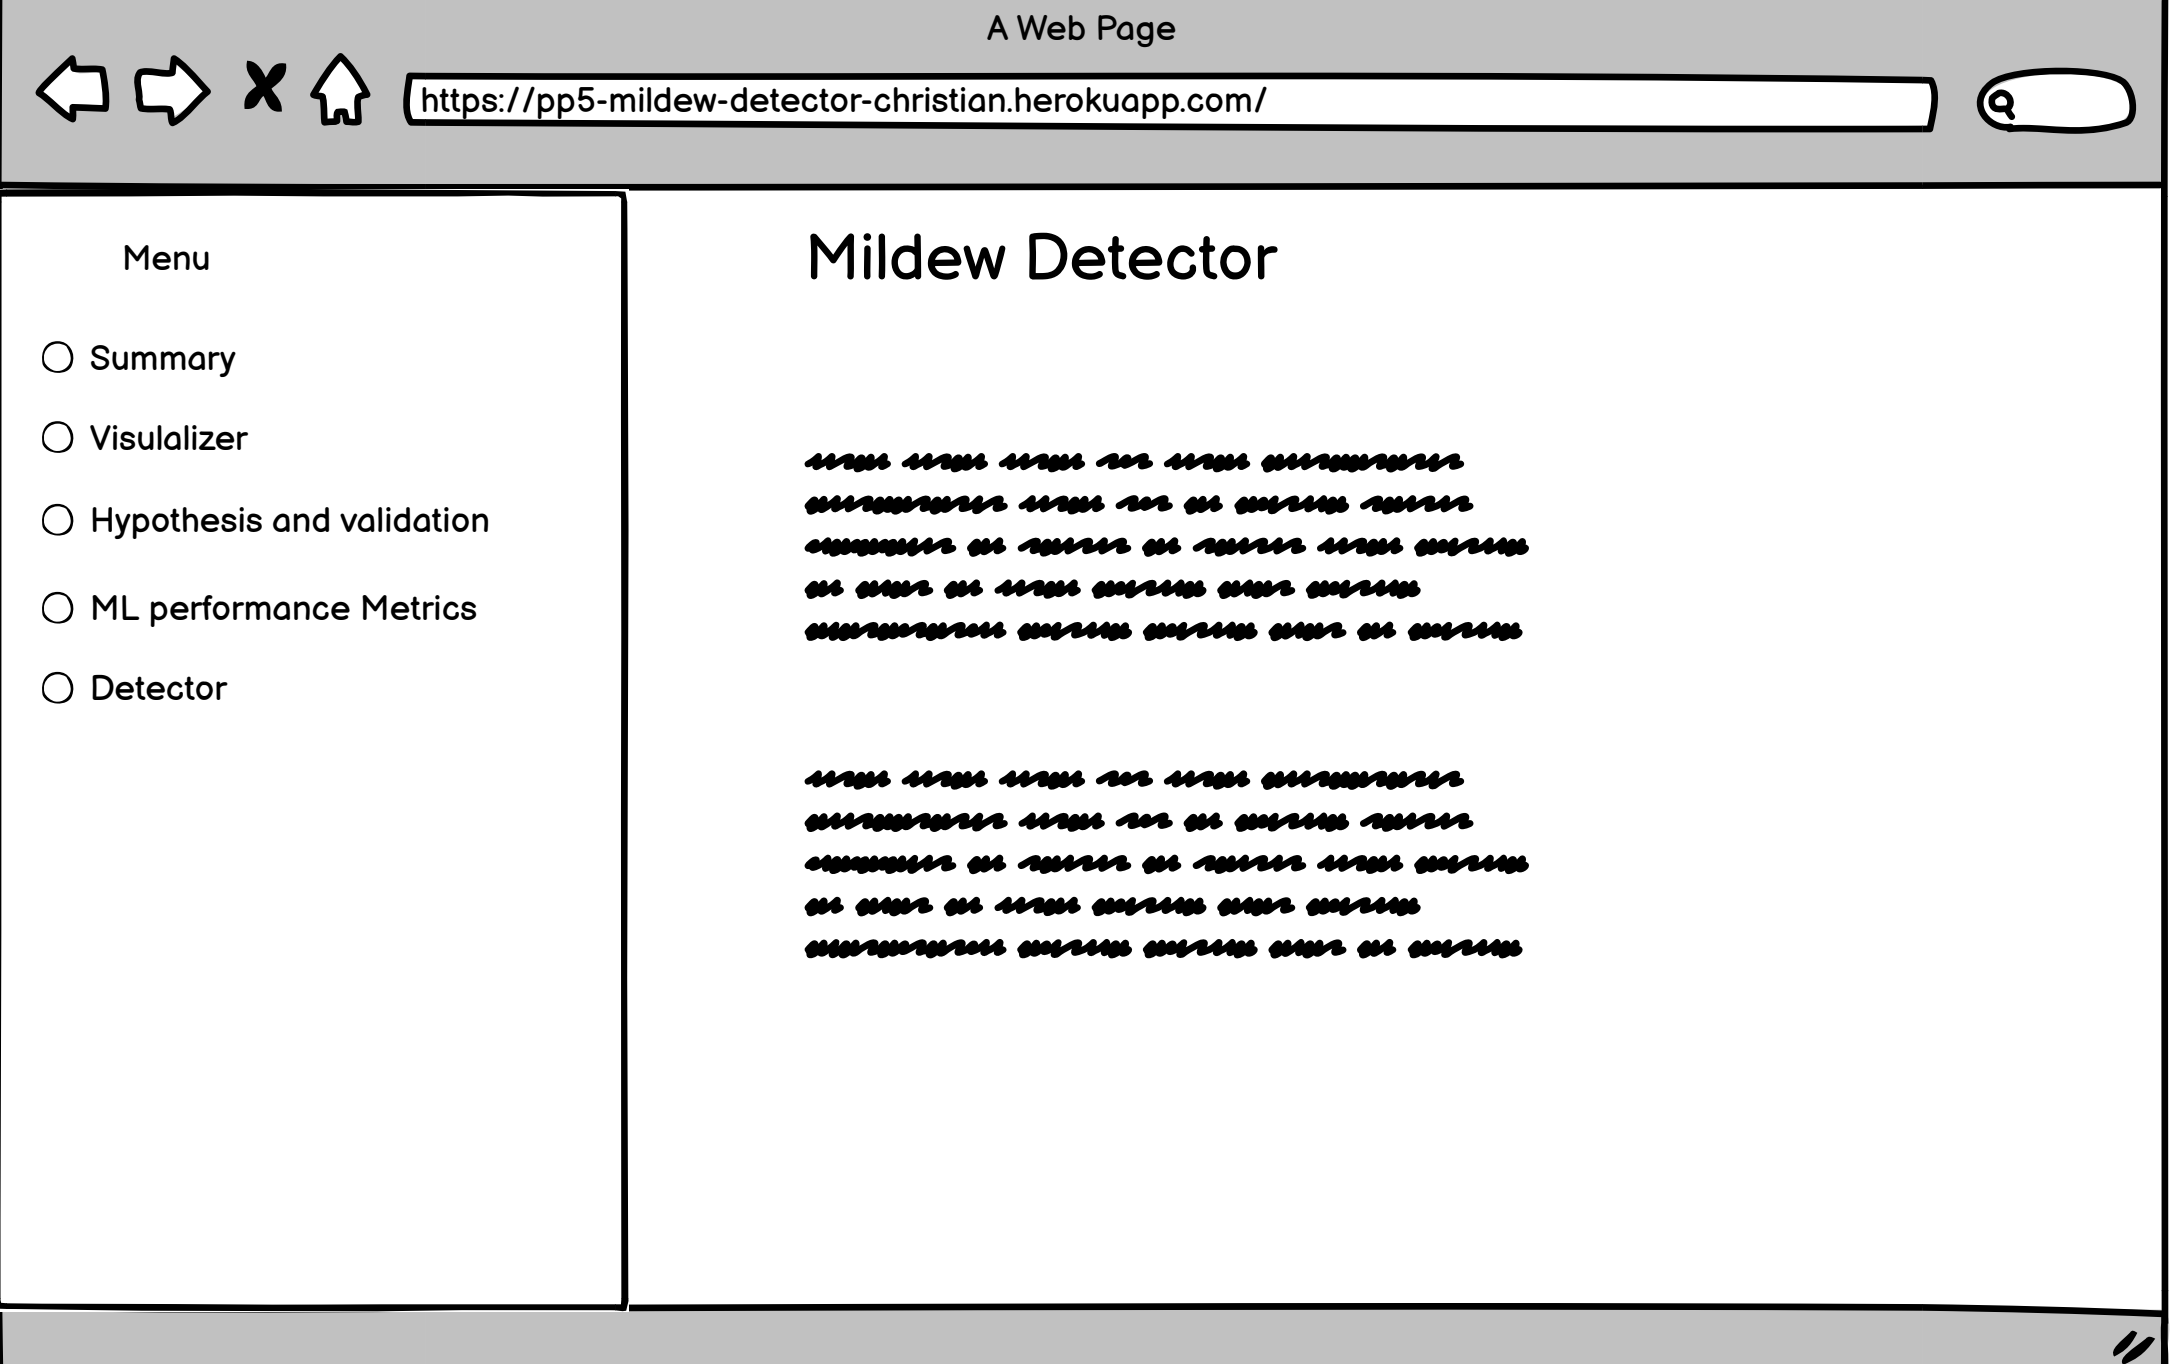 A Web Page
https://pp5-mildew-detector-christian.herokuapp.com/
Menu
Summary
Visulalizer
Hypothesis and validation
ML performance Metrics
Detector
Mildew Detector